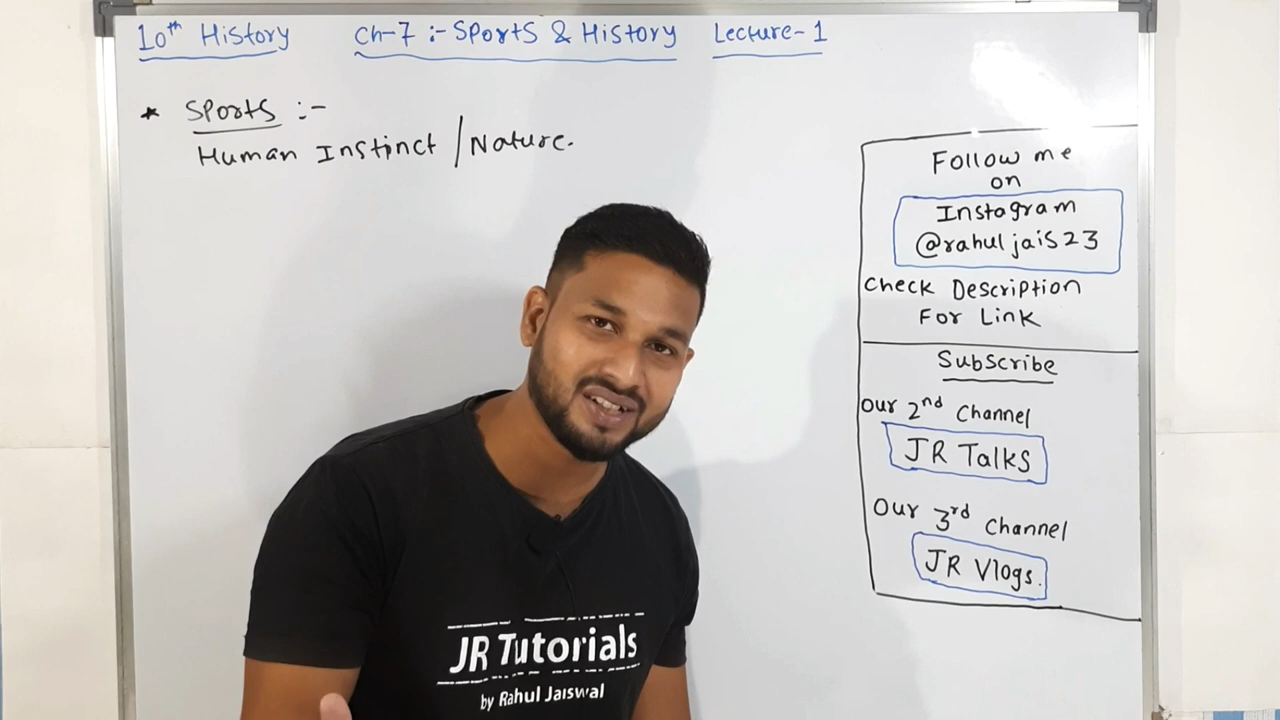 10th History Ch-7 :- Sports & History Lecture-1
* Sports :-
Human Instinct / Nature.
Follow me
on
Instagram
@rahuljais23
Check Description
For Link
Subscribe
Our 2nd Channel
JR Talks
Our 3rd Channel
JR Vlogs.
JR Tutorials
by Rahul Jaiswal